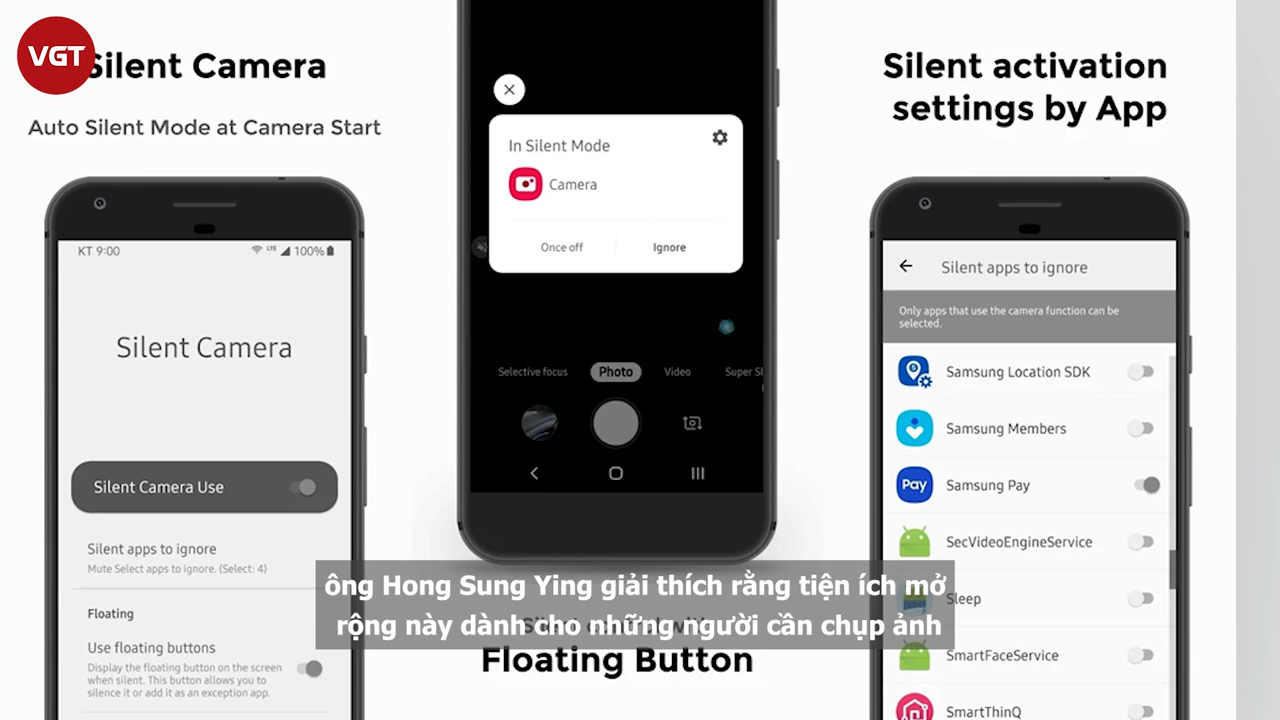 VGT
Silent Camera
Auto Silent Mode at Camera Start
KT 9:00
LTE
100%
Silent Camera
Silent Camera Use
Silent apps to ignore
Mute Select apps to ignore. (Select: 4)
Floating
Use floating buttons
Display the floating button on the screen
when silent. This button allows you to
silence it or add it as an exception app.
In Silent Mode
Camera
Once off
Ignore
Selective focus
Photo
Video
Super
Floating Button
Silent activation
settings by App
Silent apps to ignore
Only apps that use the camera function can be
selected.
Samsung Location SDK
Samsung Members
Pay
Samsung Pay
SecVideoEngineService
Sleep
SmartFaceService
SmartThinQ
ông Hong Sung Ying giải thích rằng tiện ích mở
rộng này dành cho những người cần chụp ảnh